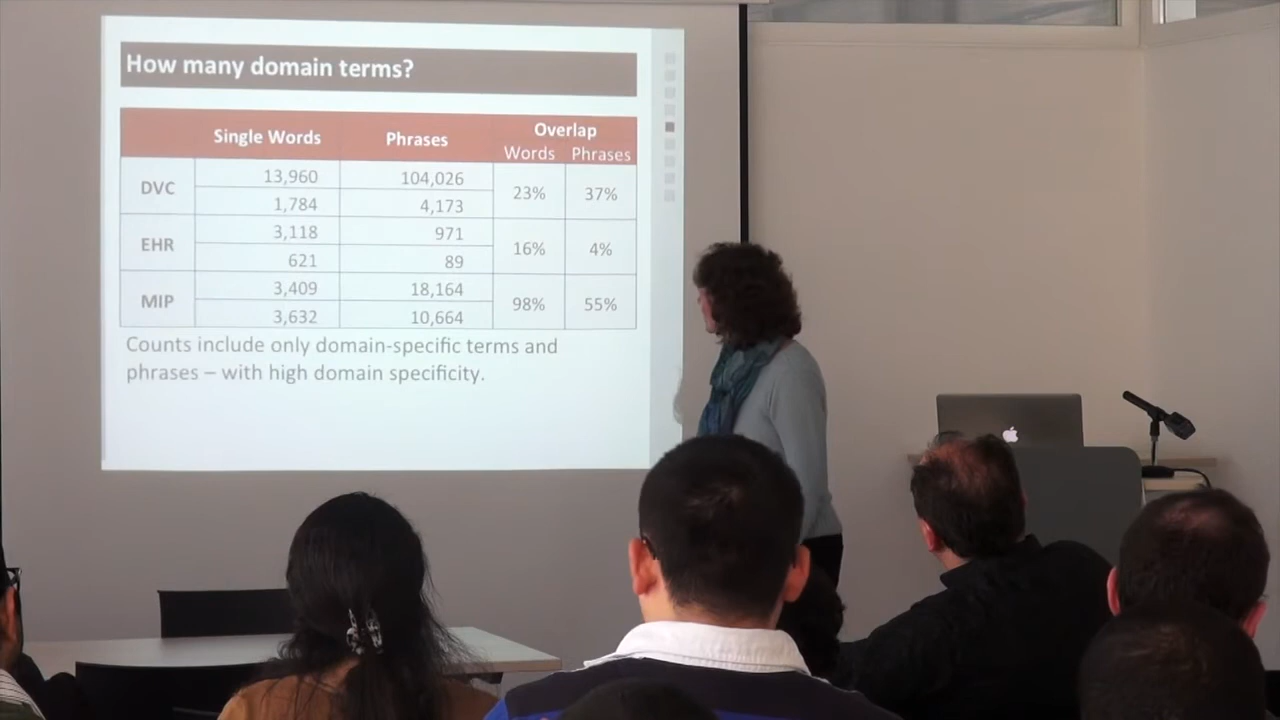 How many domain terms?
Single Words Phrases Overlap
Words Phrases
DVC 13,960 104,026 23% 37%
1,784 4,173
EHR 3,118 971 16% 4%
621 89
MIP 3,409 18,164 98% 55%
3,632 10,664
Counts include only domain-specific terms and
phrases – with high domain specificity.